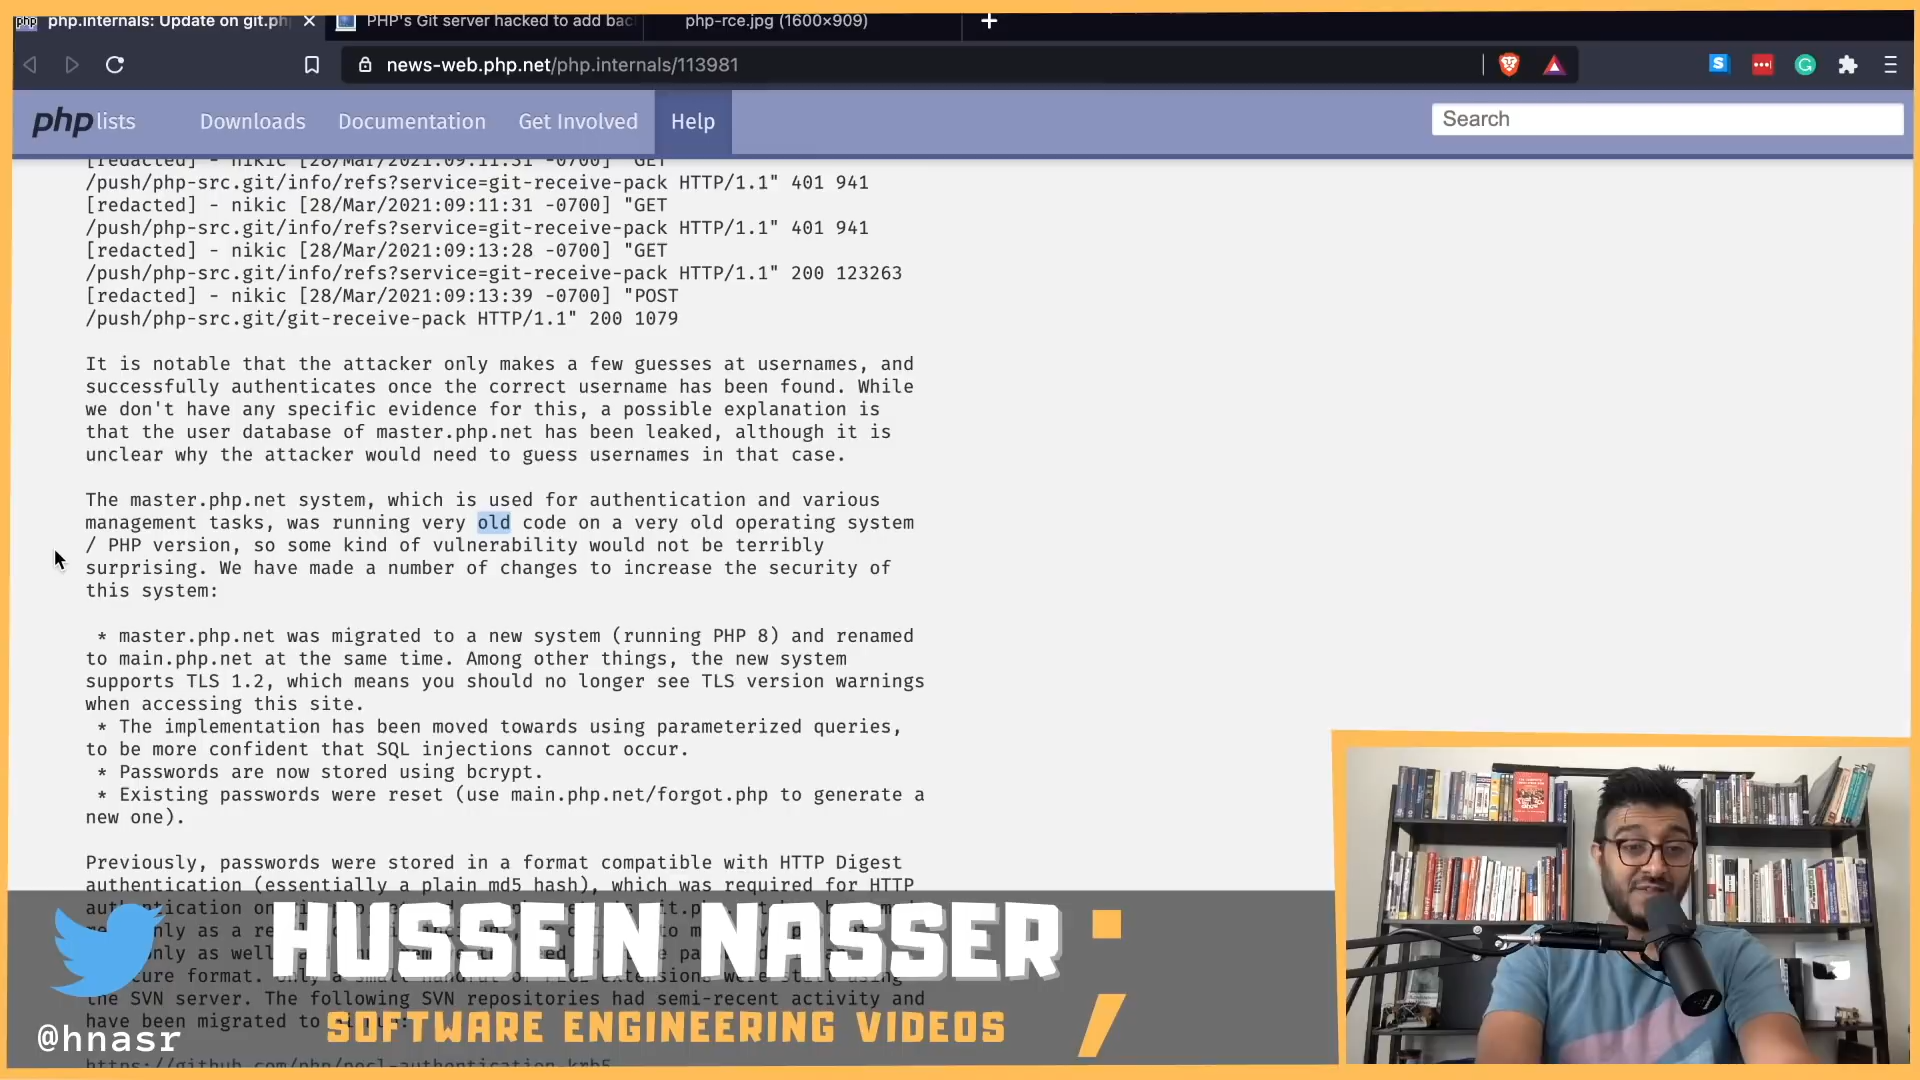 php.internals: Update on git.ph
PHP's Git server hacked to add bac
php-rce.jpg (1600×909)
news-web.php.net/php.internals/113981
php lists
Downloads
Documentation
Get Involved
Help
Search
[redacted] - nikic [28/Mar/2021:09:11:31 -0700] "GET
/push/php-src.git/info/refs?service=git-receive-pack HTTP/1.1" 401 941
[redacted] - nikic [28/Mar/2021:09:11:31 -0700] "GET
/push/php-src.git/info/refs?service=git-receive-pack HTTP/1.1" 401 941
[redacted] - nikic [28/Mar/2021:09:13:28 -0700] "GET
/push/php-src.git/info/refs?service=git-receive-pack HTTP/1.1" 200 123263
[redacted] - nikic [28/Mar/2021:09:13:39 -0700] "POST
/push/php-src.git/git-receive-pack HTTP/1.1" 200 1079
It is notable that the attacker only makes a few guesses at usernames, and
successfully authenticates once the correct username has been found. While
we don't have any specific evidence for this, a possible explanation is
that the user database of master.php.net has been leaked, although it is
unclear why the attacker would need to guess usernames in that case.
The master.php.net system, which is used for authentication and various
management tasks, was running very old code on a very old operating system
/ PHP version, so some kind of vulnerability would not be terribly
surprising. We have made a number of changes to increase the security of
this system:
* master.php.net was migrated to a new system (running PHP 8) and renamed
to main.php.net at the same time. Among other things, the new system
supports TLS 1.2, which means you should no longer see TLS version warnings
when accessing this site.
* The implementation has been moved towards using parameterized queries,
to be more confident that SQL injections cannot occur.
* Passwords are now stored using bcrypt.
* Existing passwords were reset (use main.php.net/forgot.php to generate a
new one).
Previously, passwords were stored in a format compatible with HTTP Digest
authentication (essentially a plain md5 hash), which was required for HTTP
the SVN server. The following SVN repositories had semi-recent activity and
have been migrated to
https://github.com/php/pecl-authentication-krb5
HUSSEIN NASSER ;
SOFTWARE ENGINEERING VIDEOS
@hnasr